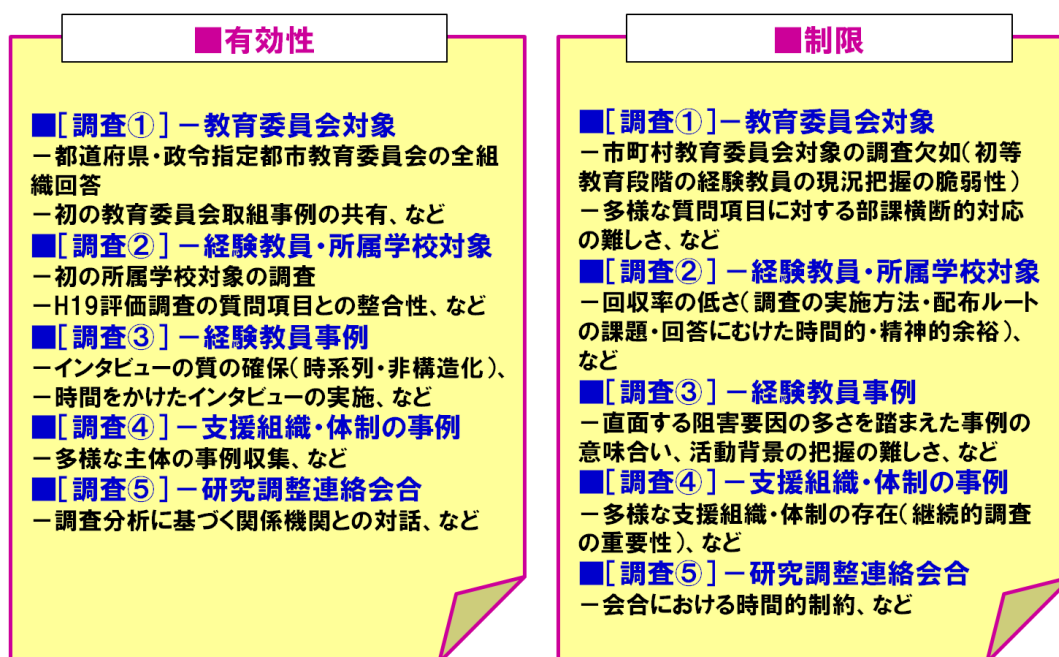 ■有効性
■[調査①]－教育委員会対象
－都道府県・政令指定都市教育委員会の全組
織回答
－初の教育委員会取組事例の共有、など
■[調査②]－経験教員・所属学校対象
－初の所属学校対象の調査
－H19評価調査の質問項目との整合性、など
■[調査③]－経験教員事例
－インタビューの質の確保(時系列・非構造化)、
－時間をかけたインタビューの実施、など
■[調査④]－支援組織・体制の事例
－多様な主体の事例収集、など
■[調査⑤]－研究調整連絡会合
－調査分析に基づく関係機関との対話、など
■制限
■[調査①]－教育委員会対象
－市町村教育委員会対象の調査欠如(初等
教育段階の経験教員の現況把握の脆弱性)
－多様な質問項目に対する部課横断的対応
の難しさ、など
■[調査②]－経験教員・所属学校対象
－回収率の低さ(調査の実施方法・配布ルート
の課題・回答にむけた時間的・精神的余裕)、
など
■[調査③]－経験教員事例
－直面する阻害要因の多さを踏まえた事例の
意味合い、活動背景の把握の難しさ、など
■[調査④]－支援組織・体制の事例
－多様な支援組織・体制の存在(継続的調査
の重要性)、など
■[調査⑤]－研究調整連絡会合
－会合における時間的制約、など